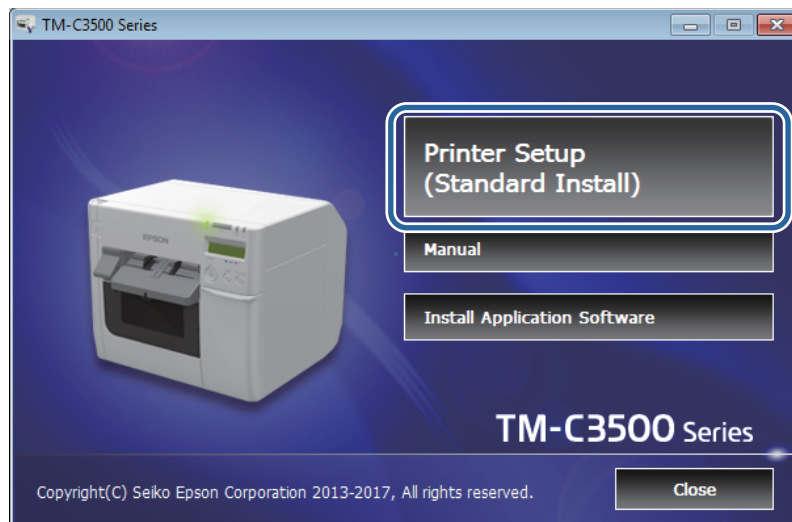 TM-C3500 Series
EPSON
Printer Setup
(Standard Install)
Manual
Install Application Software
TM-C3500 Series
Copyright(C) Seiko Epson Corporation 2013-2017, All rights reserved.
Close